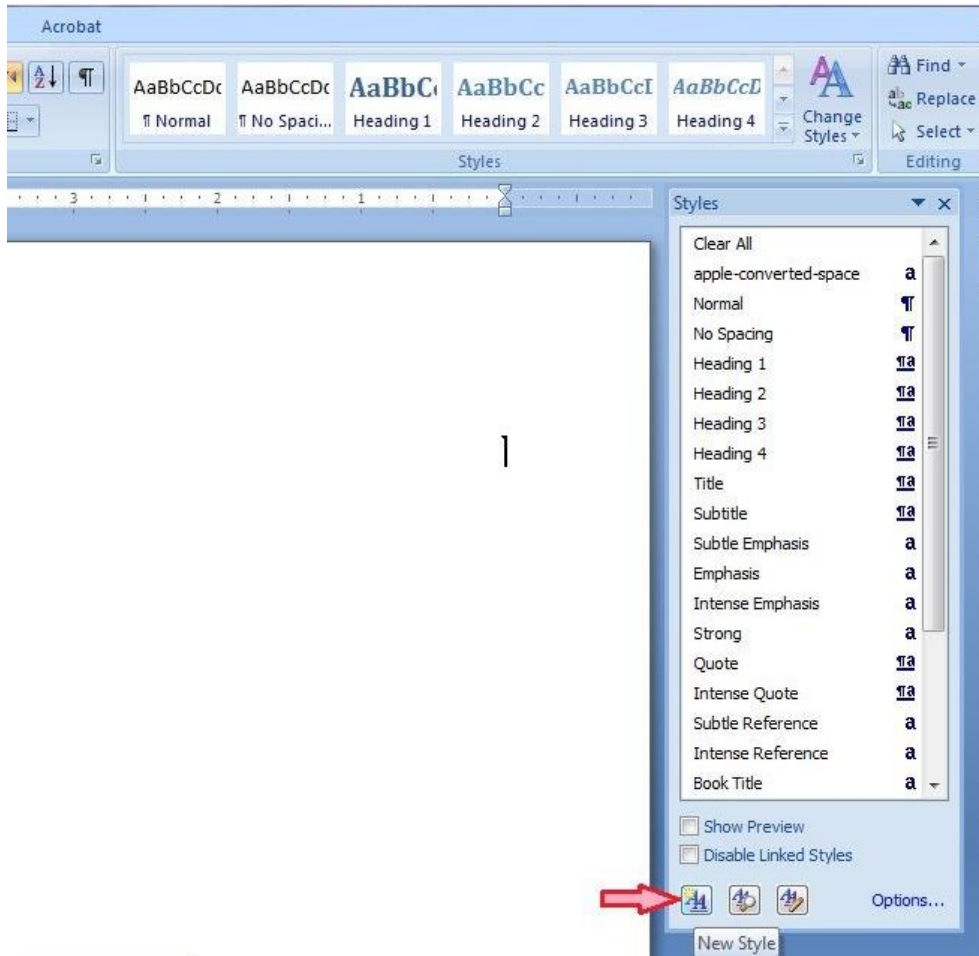 Acrobat
Find
AaBbCcDc AaBbCcDc AaBbC( AaBbCc AaBbCcI AaBbCcD
Replace
¶ Normal ¶ No Spaci... Heading 1 Heading 2 Heading 3 Heading 4
Change
Styles
Select
Styles
Editing
3 2 1
Styles
Clear All
apple-converted-space a
Normal ¶
No Spacing ¶
Heading 1 ¶a
Heading 2 ¶a
Heading 3 ¶a
Heading 4 ¶a
Title ¶a
Subtitle ¶a
Subtle Emphasis a
Emphasis a
Intense Emphasis a
Strong a
Quote ¶a
Intense Quote ¶a
Subtle Reference a
Intense Reference a
Book Title a
Show Preview
Disable Linked Styles
Options...
New Style